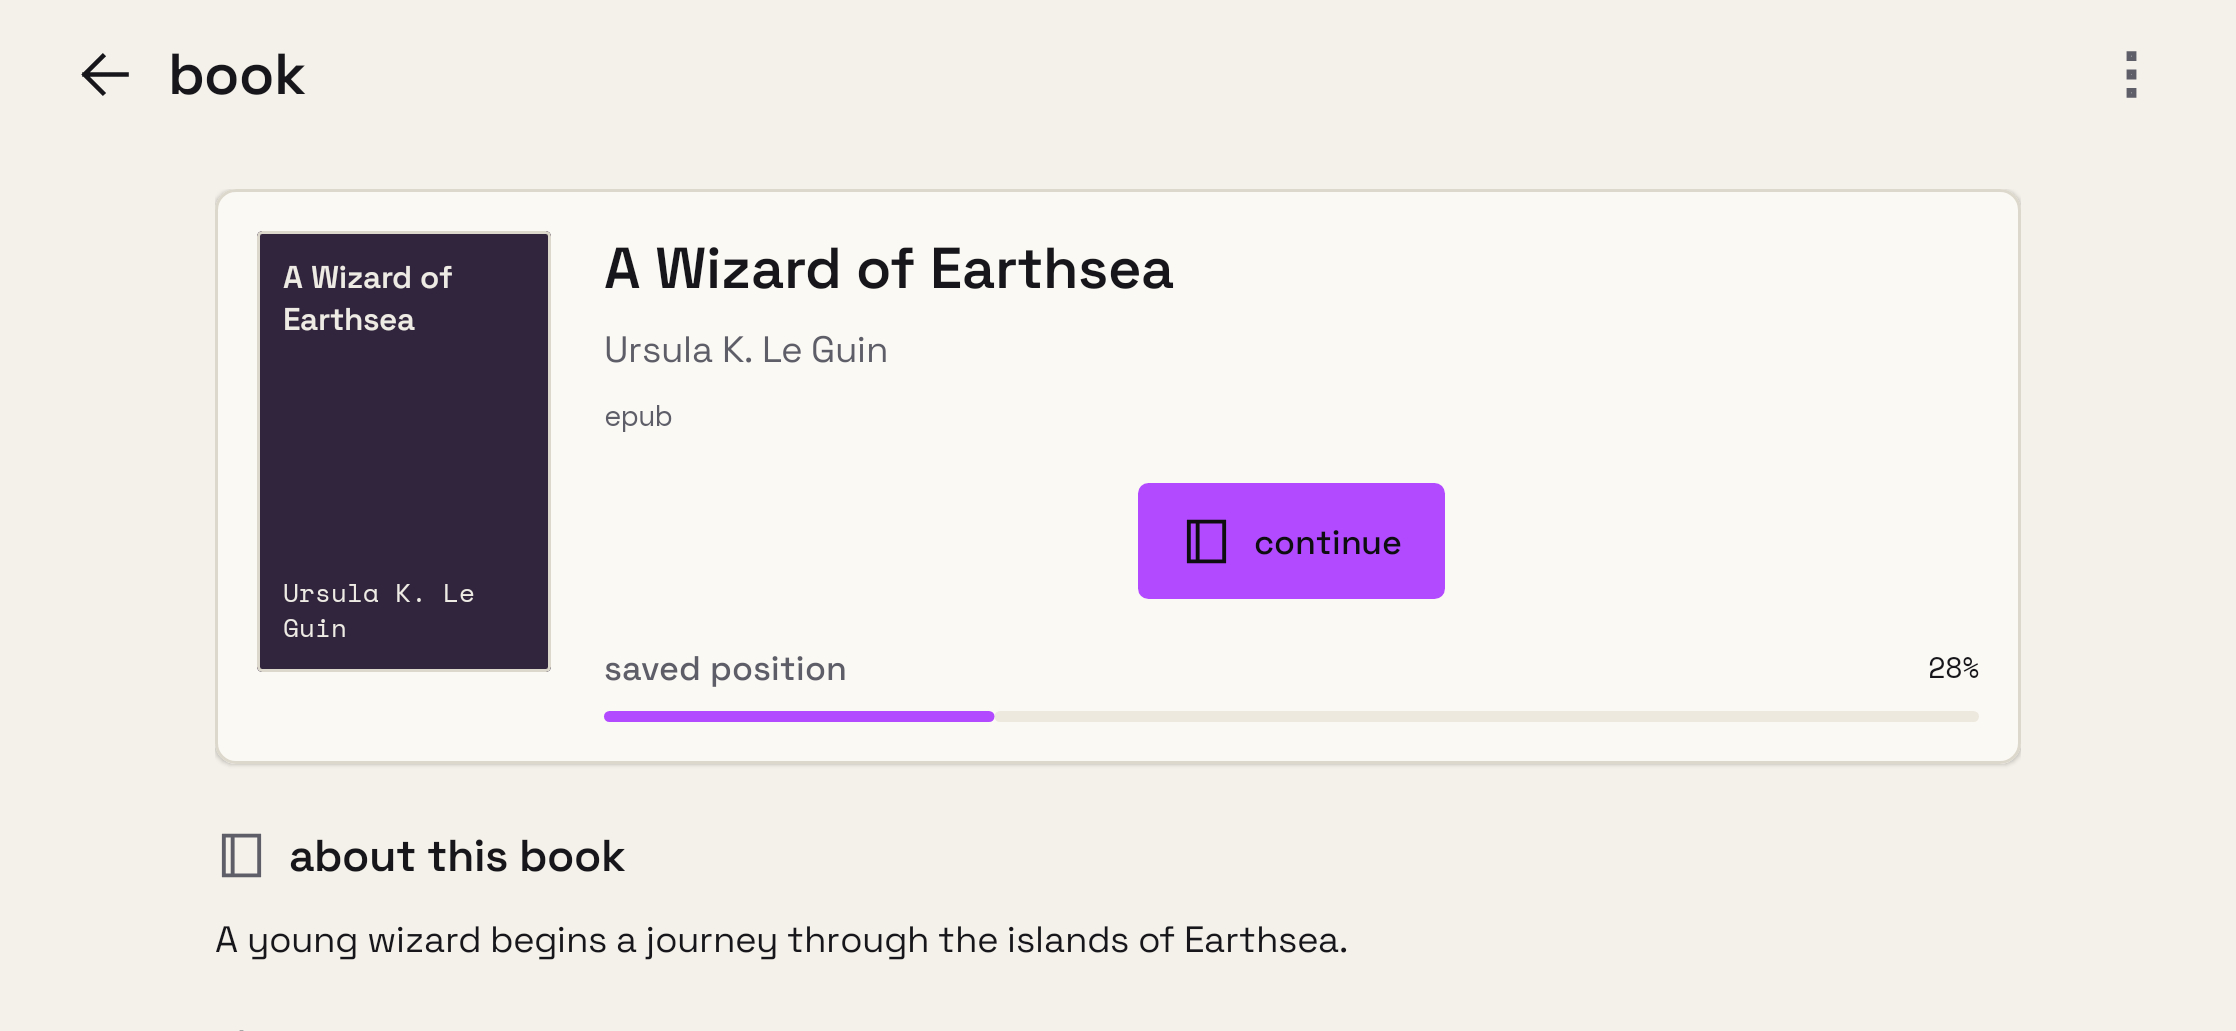 book
A Wizard of
Earthsea
Ursula K. Le
Guin
A Wizard of Earthsea
Ursula K. Le Guin
epub
continue
saved position
28%
about this book
A young wizard begins a journey through the islands of Earthsea.